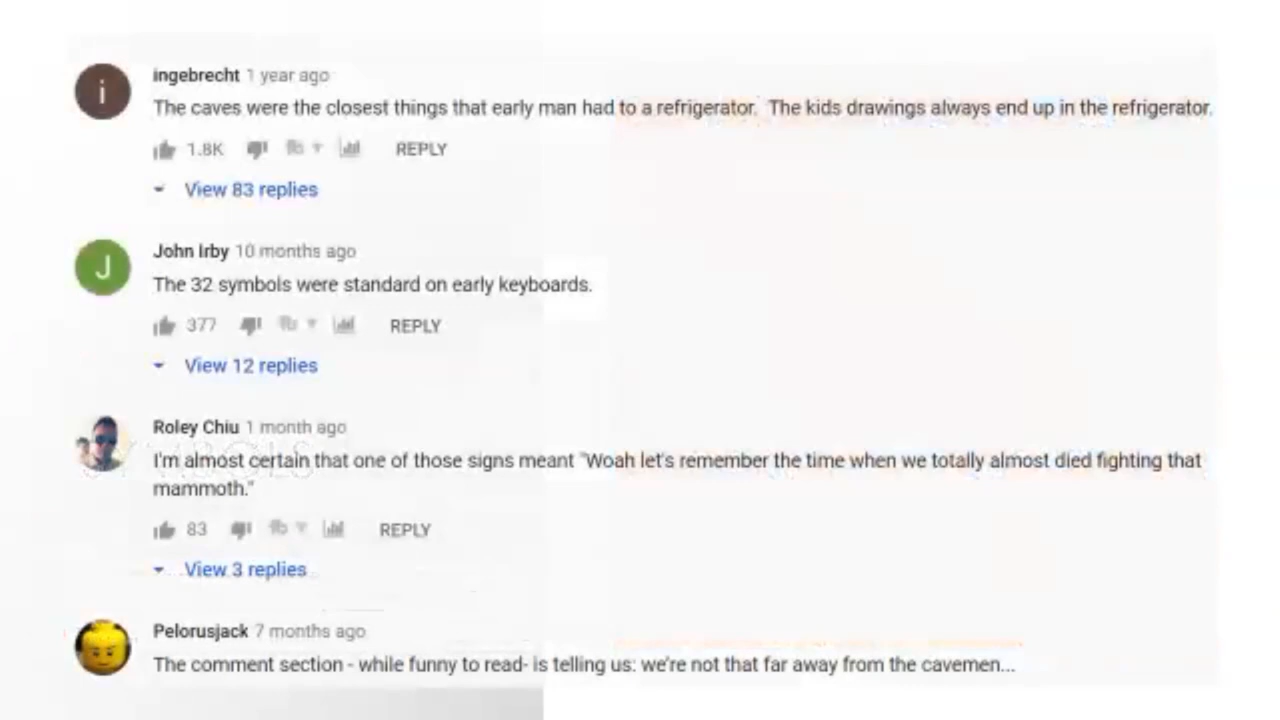 i
ingebrecht 1 year ago
The caves were the closest things that early man had to a refrigerator.  The kids drawings always end up in the refrigerator.
1.8K REPLY
View 83 replies
J
John Irby 10 months ago
The 32 symbols were standard on early keyboards.
377 REPLY
View 12 replies
Roley Chiu 1 month ago
I'm almost certain that one of those signs meant "Woah let's remember the time when we totally almost died fighting that
mammoth."
83 REPLY
View 3 replies
Pelorusjack 7 months ago
The comment section - while funny to read- is telling us: we're not that far away from the cavemen...